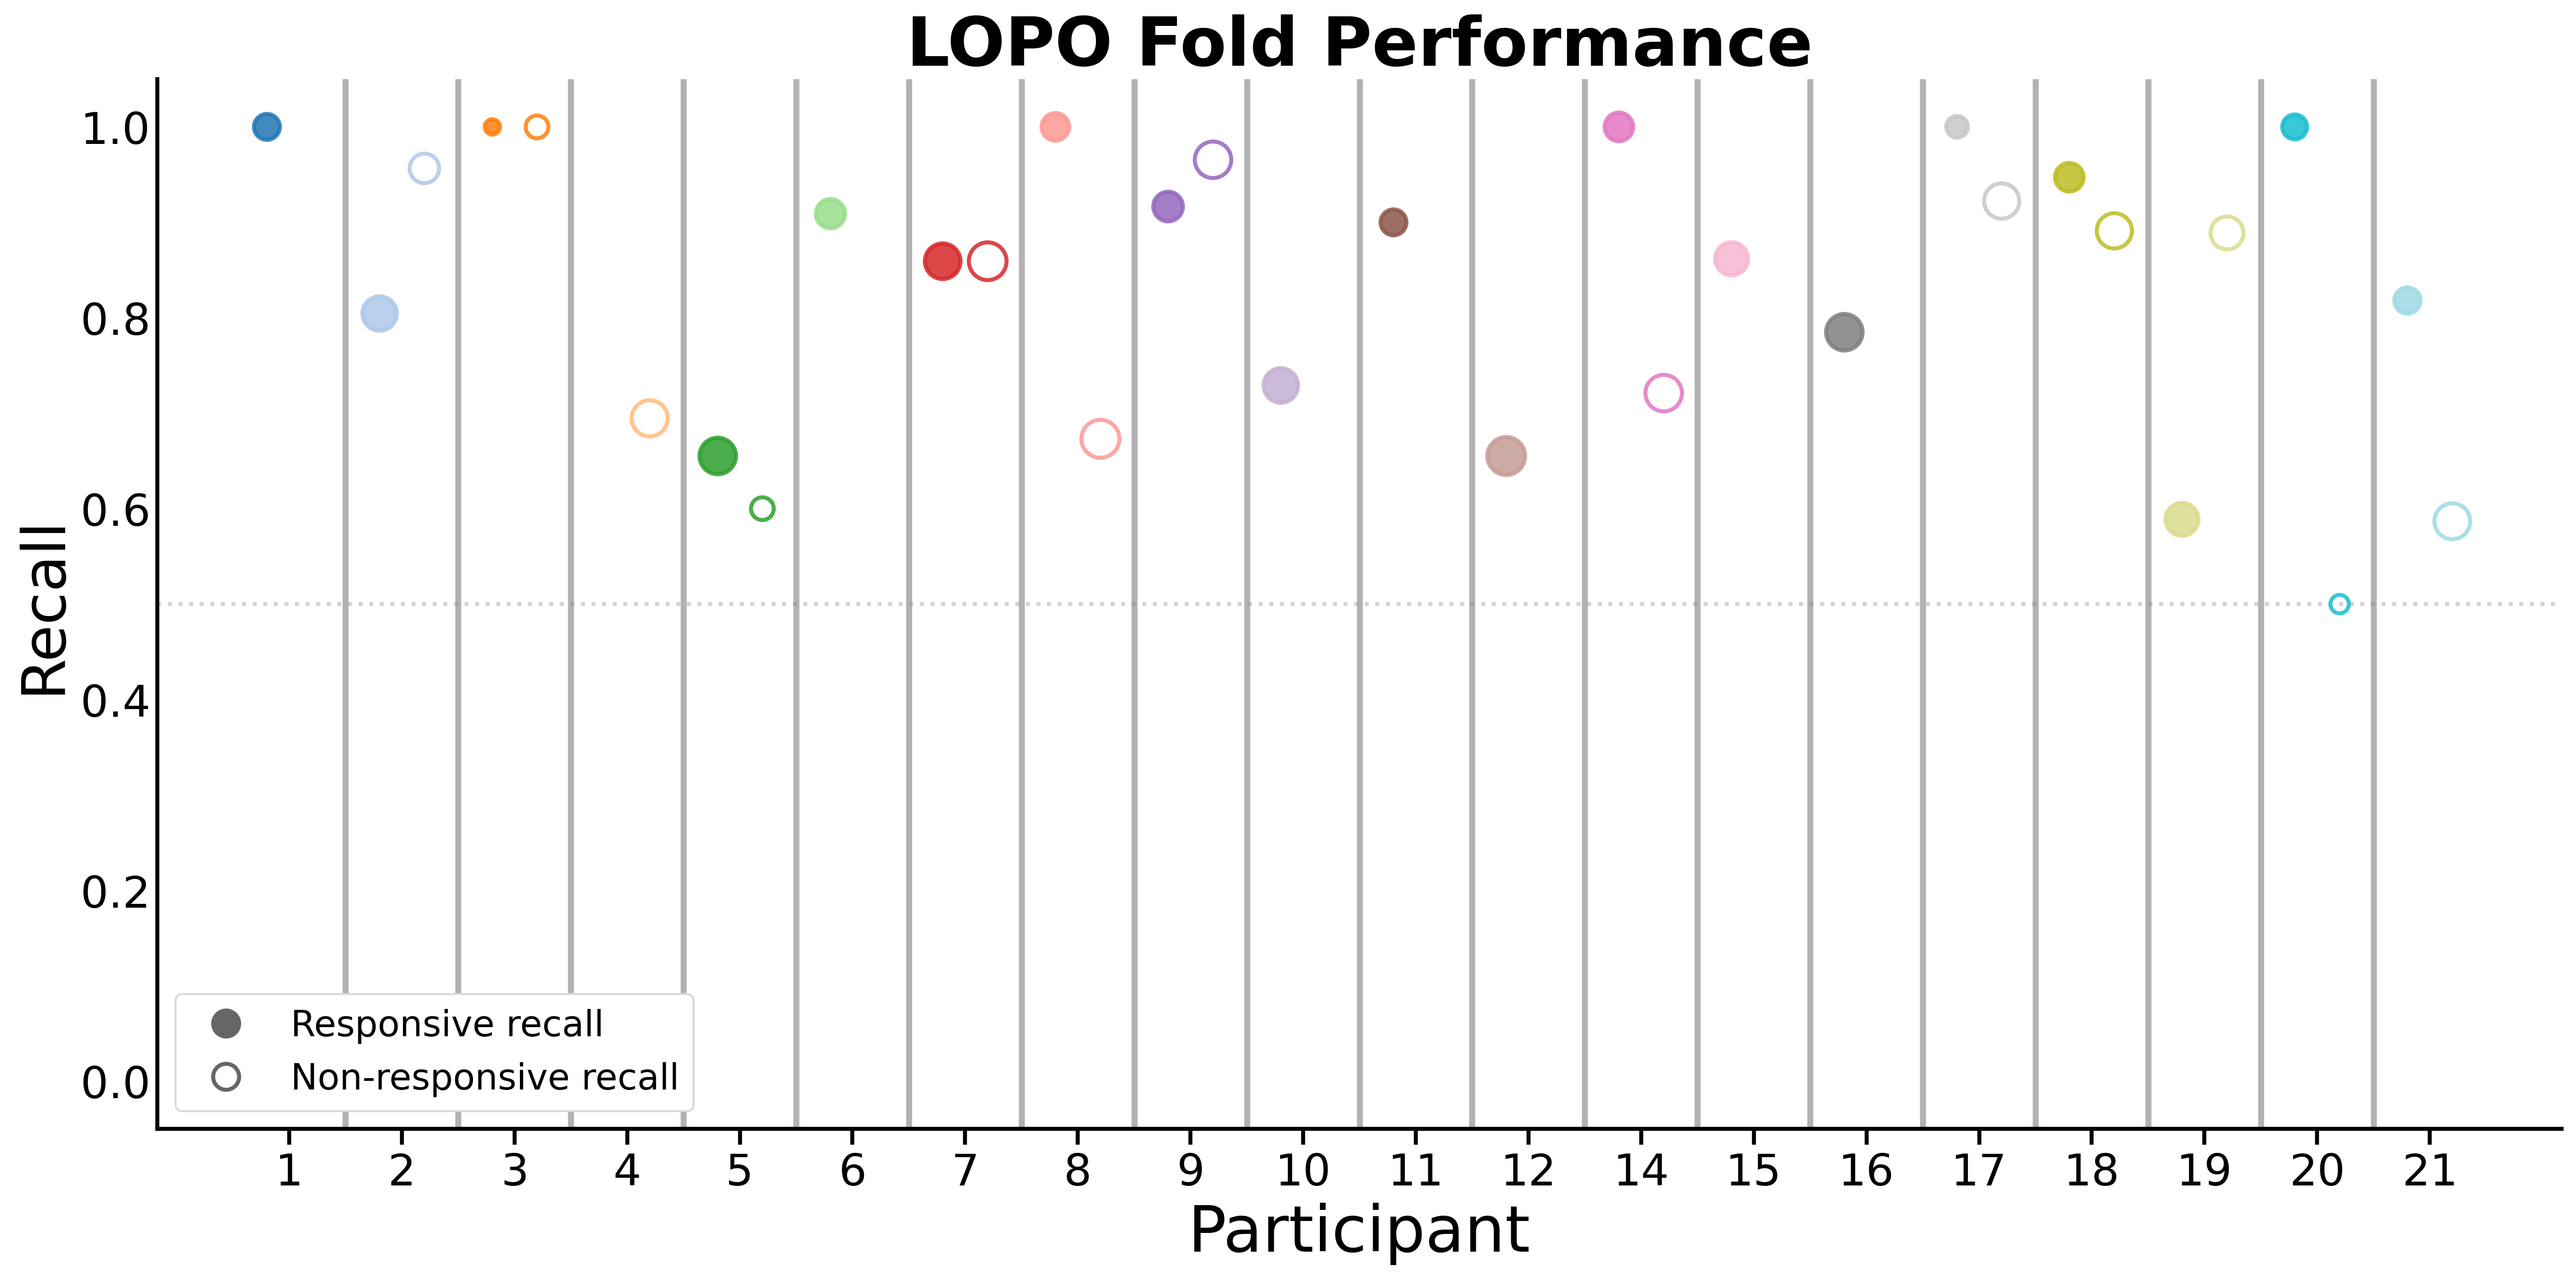 LOPO Fold Performance
Recall
1.0
0.8
0.6
0.4
0.2
0.0
Responsive recall
Non-responsive recall
1 2 3 4 5 6 7 8 9 10 11 12 14 15 16 17 18 19 20 21
Participant